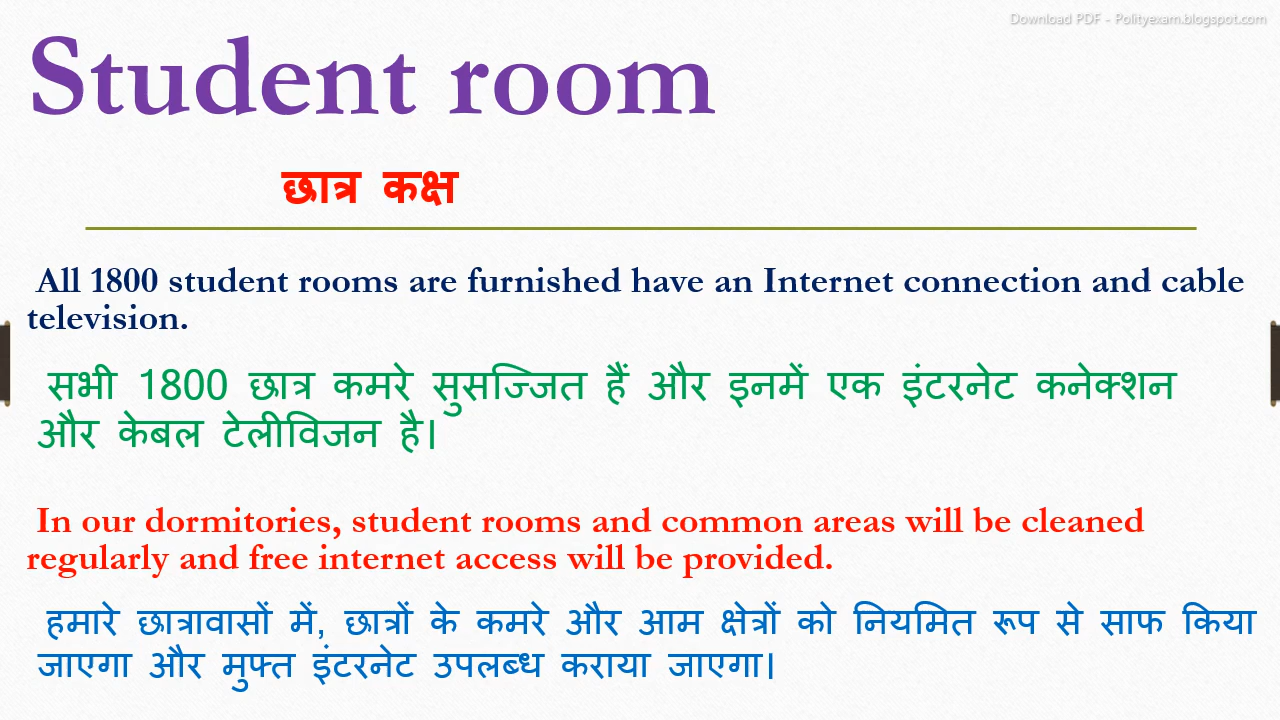 Download PDF - Polityexam.blogspot.com
Student room
छात्र कक्ष
All 1800 student rooms are furnished have an Internet connection and cable
television.
सभी 1800 छात्र कमरे सुसज्जित हैं और इनमें एक इंटरनेट कनेक्शन
और केबल टेलीविजन है।
In our dormitories, student rooms and common areas will be cleaned
regularly and free internet access will be provided.
हमारे छात्रावासों में, छात्रों के कमरे और आम क्षेत्रों को नियमित रूप से साफ किया
जाएगा और मुफ्त इंटरनेट उपलब्ध कराया जाएगा।